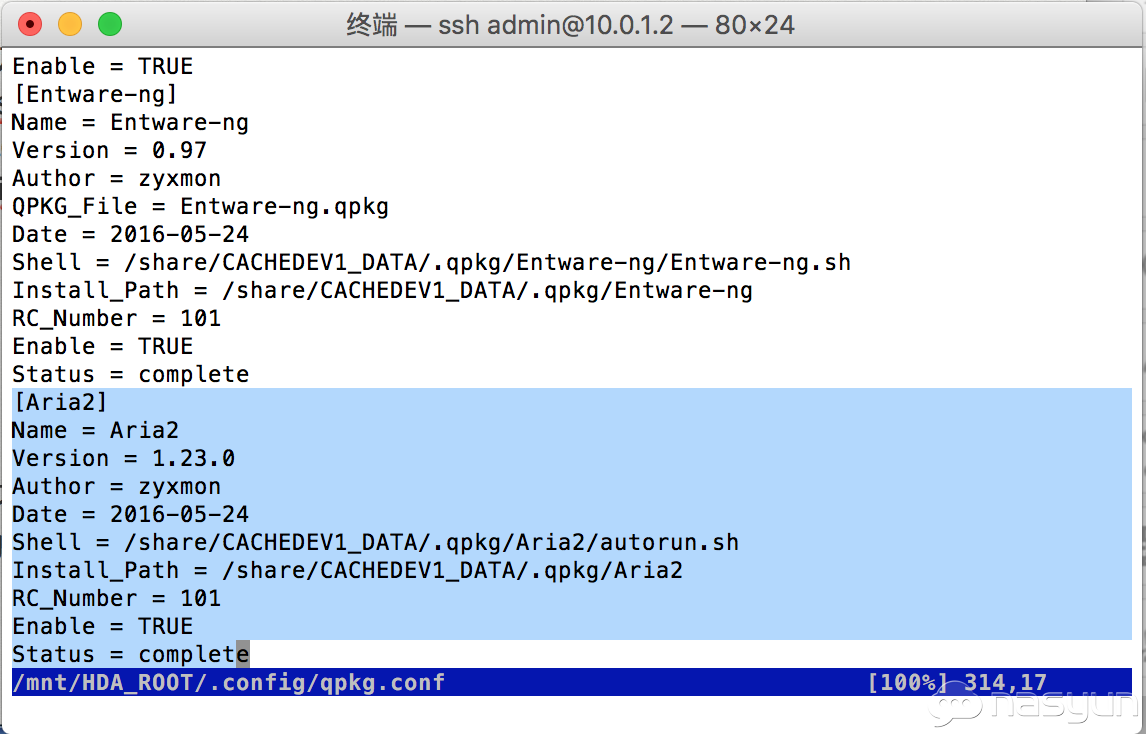 终端 — ssh admin@10.0.1.2 — 80×24
Enable = TRUE
[Entware-ng]
Name = Entware-ng
Version = 0.97
Author = zyxmon
QPKG_File = Entware-ng.qpkg
Date = 2016-05-24
Shell = /share/CACHEDEV1_DATA/.qpkg/Entware-ng/Entware-ng.sh
Install_Path = /share/CACHEDEV1_DATA/.qpkg/Entware-ng
RC_Number = 101
Enable = TRUE
Status = complete
[Aria2]
Name = Aria2
Version = 1.23.0
Author = zyxmon
Date = 2016-05-24
Shell = /share/CACHEDEV1_DATA/.qpkg/Aria2/autorun.sh
Install_Path = /share/CACHEDEV1_DATA/.qpkg/Aria2
RC_Number = 101
Enable = TRUE
Status = complete
/mnt/HDA_ROOT/.config/qpkg.conf [100%] 314,17
nasyun